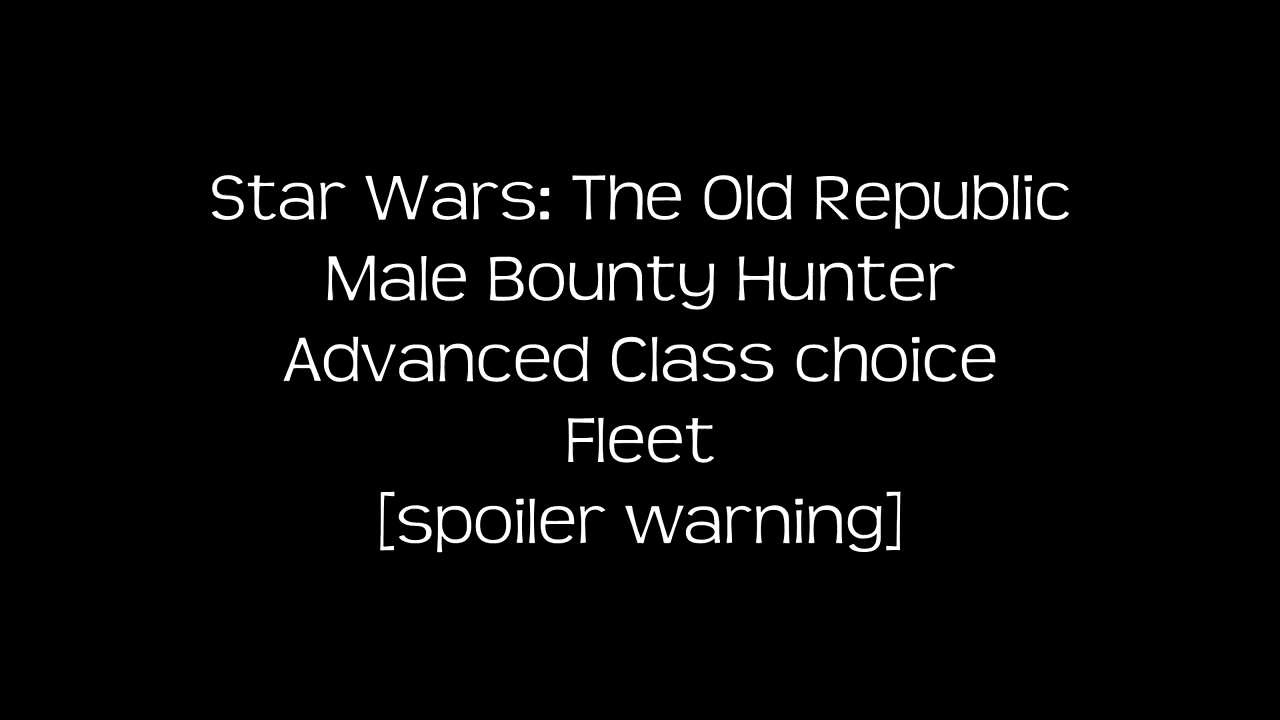 Star Wars: The Old Republic
Male Bounty Hunter
Advanced Class choice
Fleet
[spoiler warning]